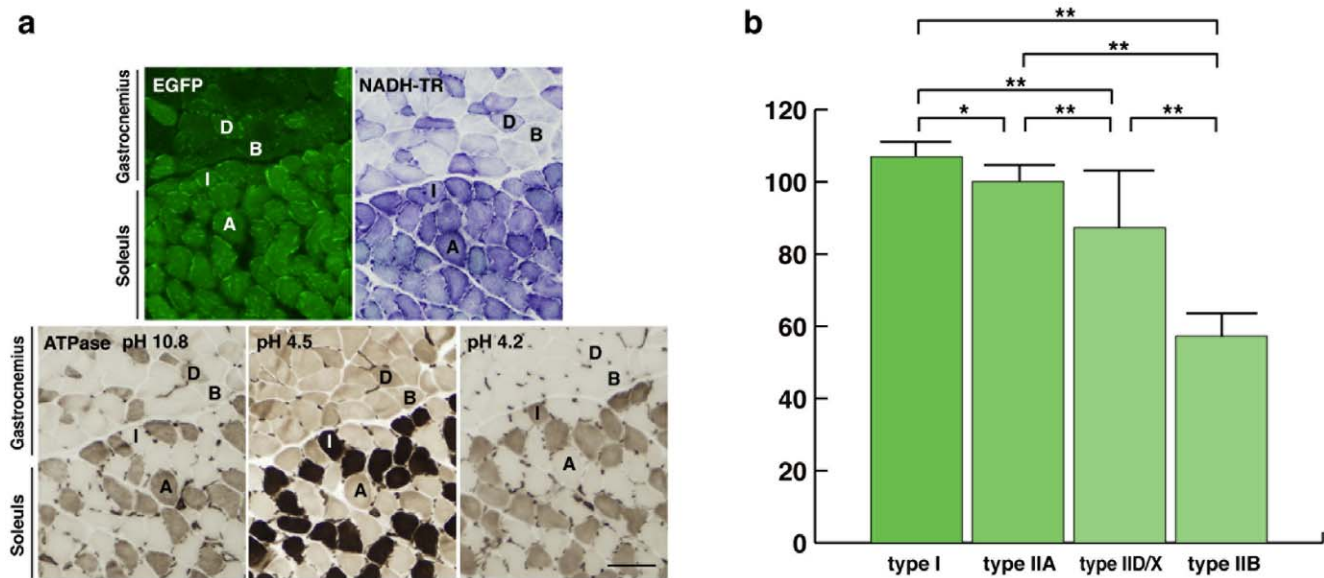 a
EGFP
NADH-TR
Gastrocnemius
D
B
I
A
Soleuls
D
B
I
A
ATPase pH 10.8
pH 4.5
pH 4.2
Gastrocnemius
D
B
I
A
Soleuls
D
B
I
A
D
B
I
A
b
**
**
**
* ** **
120
100
80
60
40
20
0
type I type IIA type IID/X type IIB